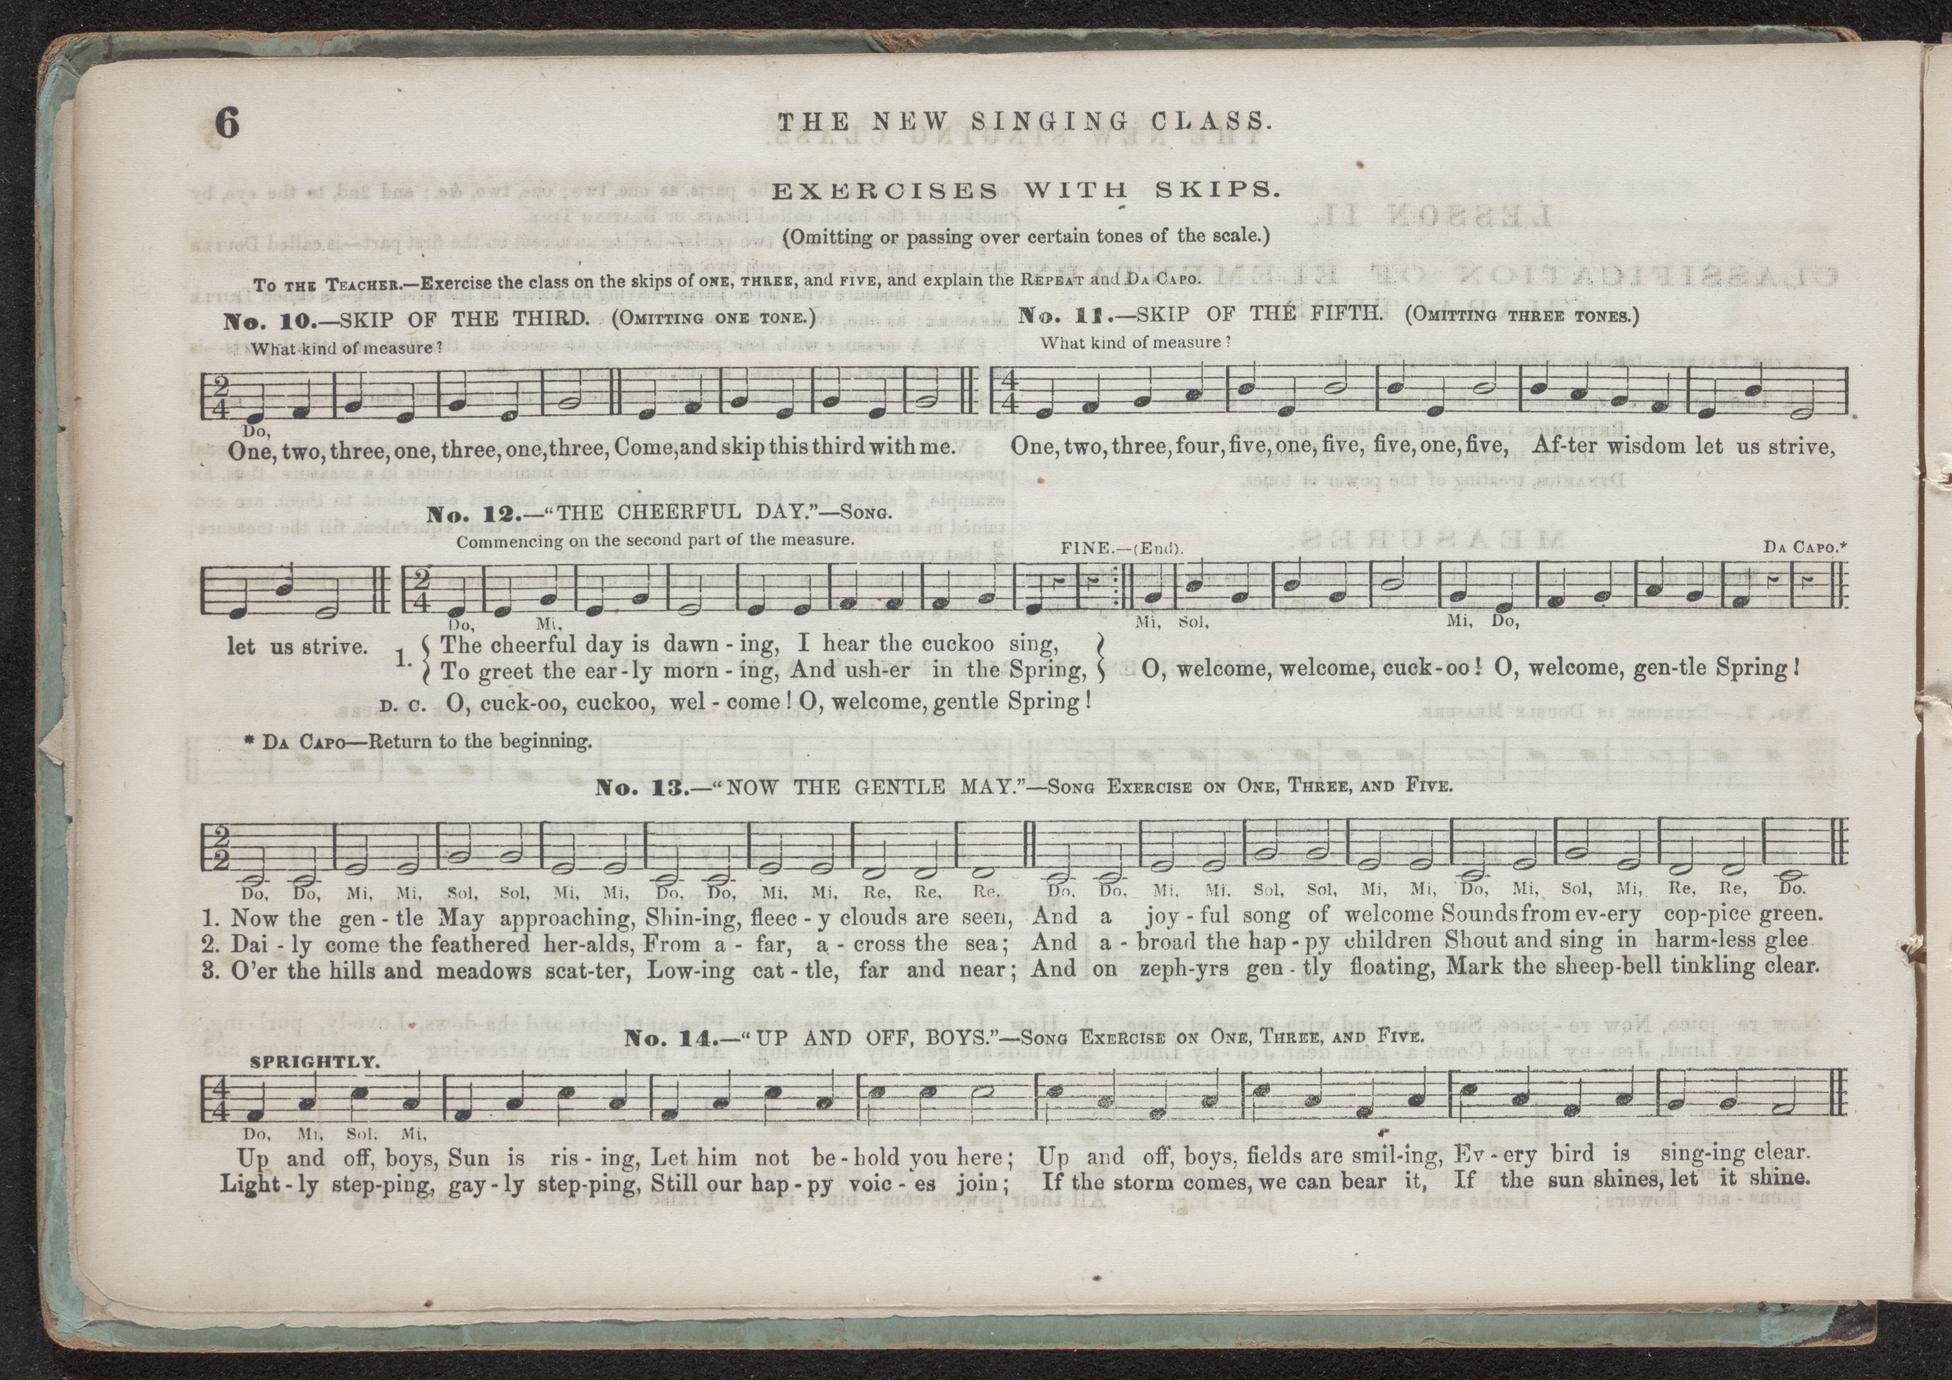 6
THE NEW SINGING CLASS.
EXERCISES WITH SKIPS.
(Omitting or passing over certain tones of the scale.)
To the Teacher.—Exercise the class on the skips of one, three, and five, and explain the Repeat and Da Capo.
No. 10.—SKIP OF THE THIRD. (Omitting one tone.)
What kind of measure?
2
4
Do,
One, two, three, one, three, one, three, Come, and skip this third with me.
No. 11.—SKIP OF THE FIFTH. (Omitting three tones.)
What kind of measure?
4
4
One, two, three, four, five, one, five, five, one, five, Af-ter wisdom let us strive,
let us strive.
No. 12.—"THE CHEERFUL DAY."—Song.
Commencing on the second part of the measure.
FINE.—(End).
Da Capo.*
2
4
Do, Mi, Mi, Sol, Mi, Do,
1. { The cheerful day is dawn - ing, I hear the cuckoo sing, }
{ To greet the ear - ly morn - ing, And ush-er in the Spring, } O, welcome, welcome, cuck - oo! O, welcome, gen-tle Spring!
D. C. O, cuck-oo, cuckoo, wel - come! O, welcome, gentle Spring!
* Da Capo—Return to the beginning.
No. 13.—"NOW THE GENTLE MAY."—Song Exercise on One, Three, and Five.
2
2
Do, Do, Mi, Mi, Sol, Sol, Mi, Mi, Do, Do, Mi, Mi, Re, Re, Re. Do. Do, Mi. Mi. Sol, Sol, Mi, Mi, Do, Mi, Sol, Mi, Re, Re, Do.
1. Now the gen - tle May approaching, Shin-ing, fleec - y clouds are seen, And a joy - ful song of welcome Sounds from ev-ery cop-pice green.
2. Dai - ly come the feathered her-alds, From a - far, a - cross the sea; And a - broad the hap - py children Shout and sing in harm-less glee
3. O'er the hills and meadows scat-ter, Low-ing cat - tle, far and near; And on zeph-yrs gen - tly floating, Mark the sheep-bell tinkling clear.
No. 14.—"UP AND OFF, BOYS."—Song Exercise on One, Three, and Five.
SPRIGHTLY.
4
4
Do, Mi, Sol, Mi,
Up and off, boys, Sun is ris - ing, Let him not be - hold you here; Up and off, boys, fields are smil-ing, Ev - ery bird is sing-ing clear.
Light - ly step-ping, gay - ly step-ping, Still our hap - py voic - es join; If the storm comes, we can bear it, If the sun shines, let it shine.